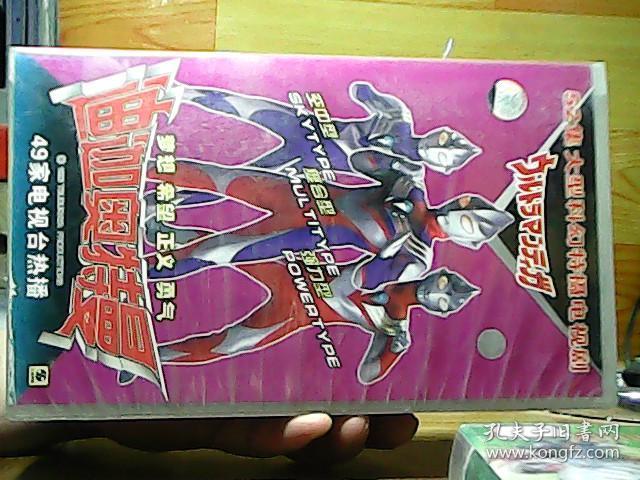 52集大型科幻特摄电视剧
ウルトラマンティガ
空中型
SKYTYPE
复合型
MULTITYPE
强力型
POWERTYPE
梦想 希望 正义 勇气
迪迦奥特曼
49家电视台热播
孔夫子旧书网
www.kongfz.com